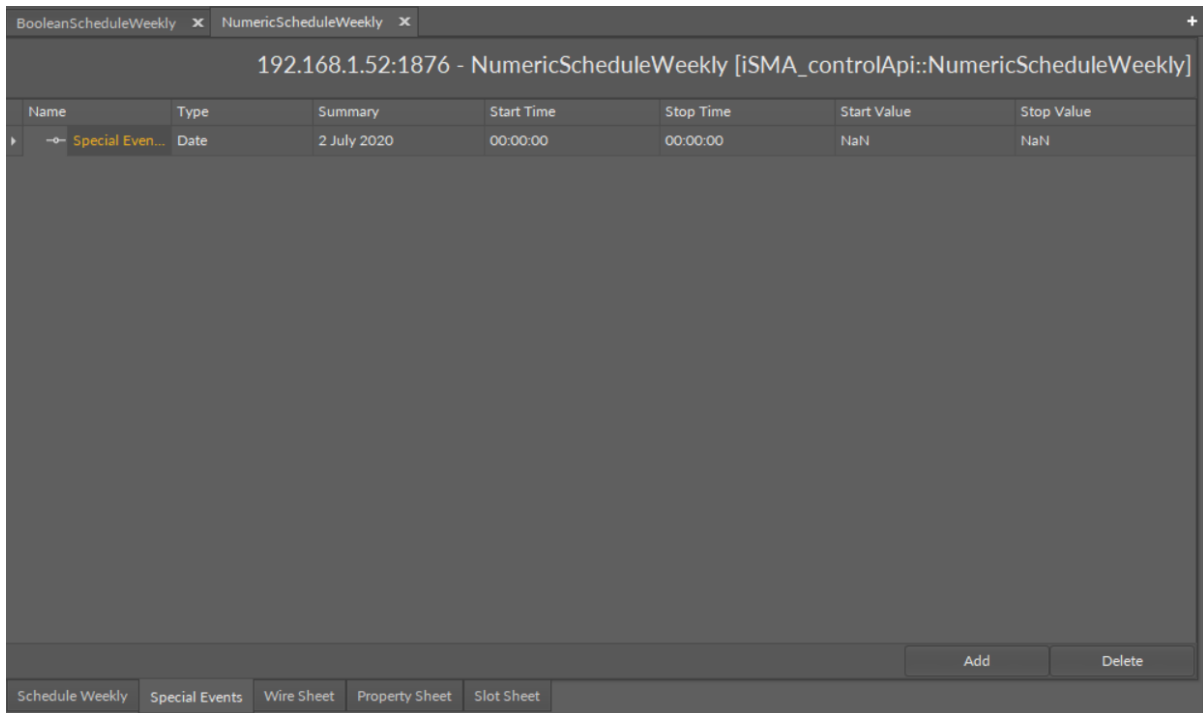 BooleanScheduleWeekly × NumericScheduleWeekly × +
192.168.1.52:1876 - NumericScheduleWeekly [iSMA_controlApi::NumericScheduleWeekly]
Name Type Summary Start Time Stop Time Start Value Stop Value
Special Even... Date 2 July 2020 00:00:00 00:00:00 NaN NaN
Add Delete
Schedule Weekly Special Events Wire Sheet Property Sheet Slot Sheet